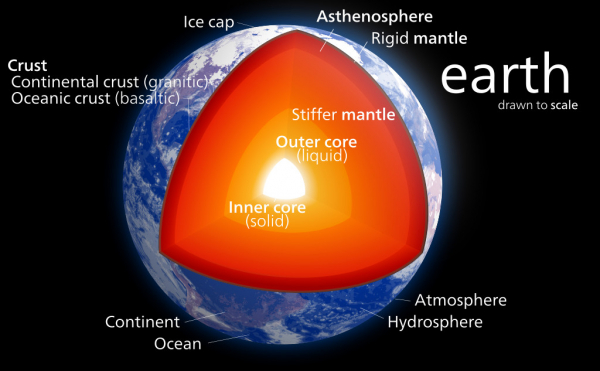 Ice cap
Asthenosphere
Rigid mantle
Crust
Continental crust (granitic)
Oceanic crust (basaltic)
earth
drawn to scale
Stiffer mantle
Outer core
(liquid)
Inner core
(solid)
Atmosphere
Hydrosphere
Continent
Ocean